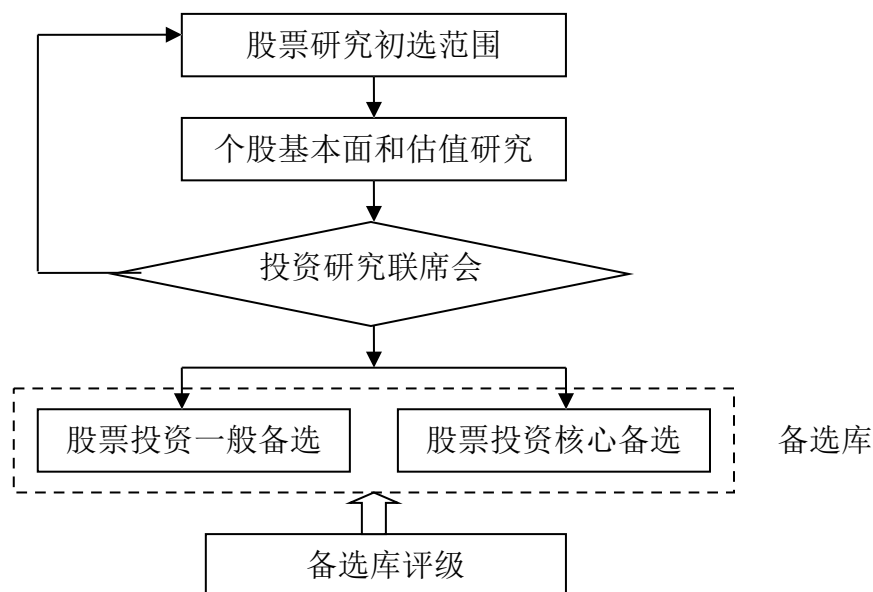 股票研究初选范围
个股基本面和估值研究
投资研究联席会
股票投资一般备选
股票投资核心备选
备选库
备选库评级